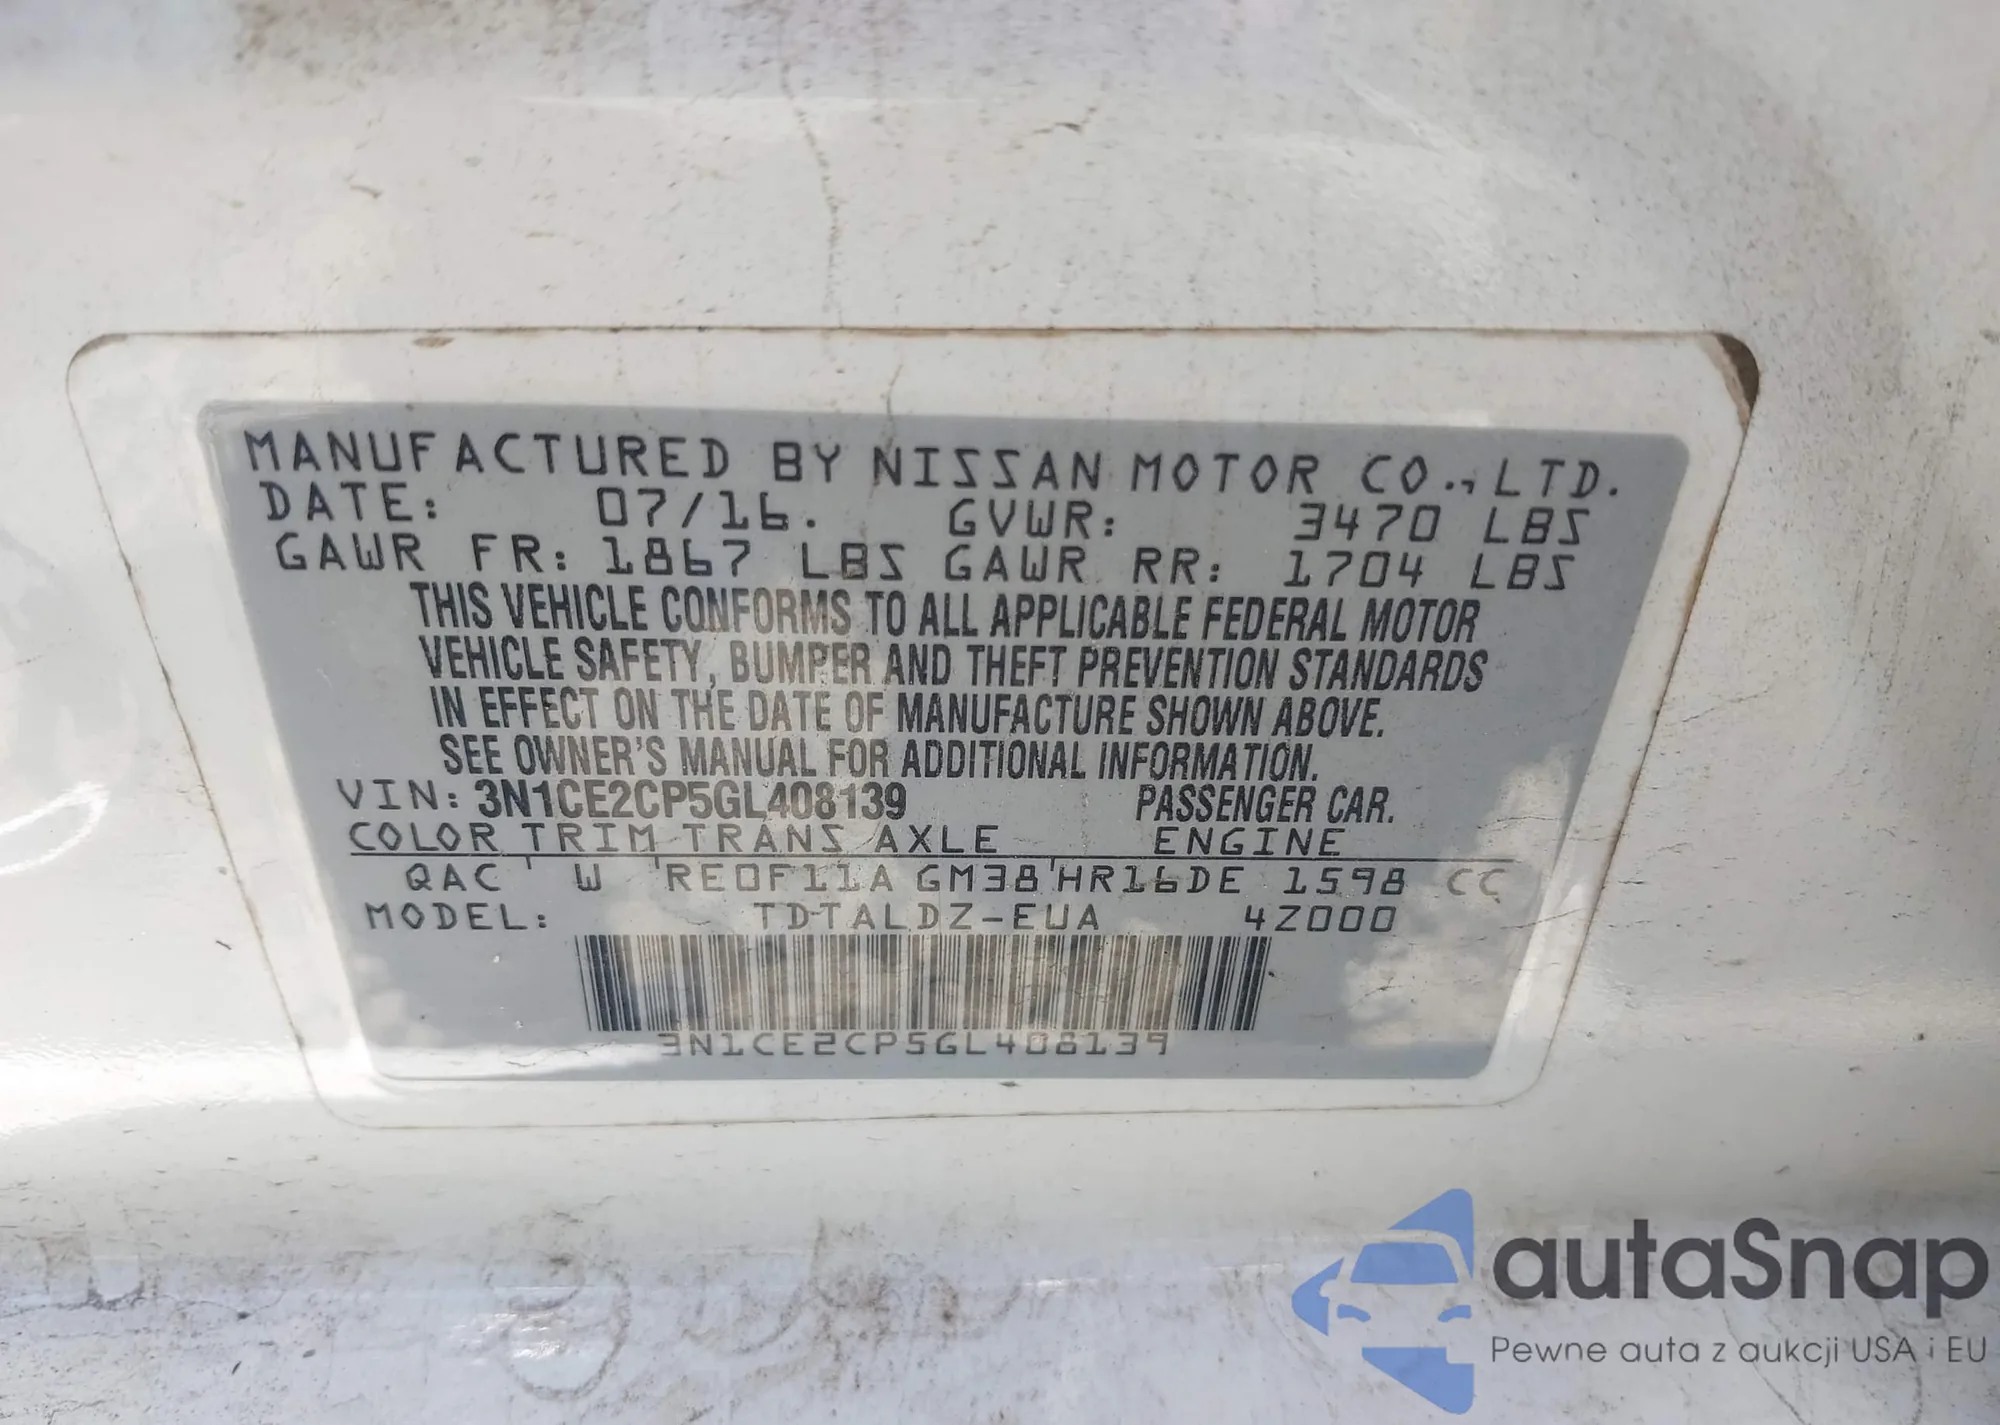 MANUFACTURED BY NISSAN MOTOR CO., LTD.
DATE: 07/16. GVWR: 3470 LBS
GAWR FR: 1867 LBS GAWR RR: 1704 LBS
THIS VEHICLE CONFORMS TO ALL APPLICABLE FEDERAL MOTOR
VEHICLE SAFETY, BUMPER AND THEFT PREVENTION STANDARDS
IN EFFECT ON THE DATE OF MANUFACTURE SHOWN ABOVE.
SEE OWNER'S MANUAL FOR ADDITIONAL INFORMATION.
VIN: 3N1CE2CP5GL408139 PASSENGER CAR.
COLOR TRIM TRANS AXLE ENGINE
QAC W RE0F11A GM38 HR16DE 1598 CC
MODEL: TDTALDZ-EUA 4Z000
3N1CE2CP5GL408139
autaSnap
Pewne auta z aukcji USA i EU